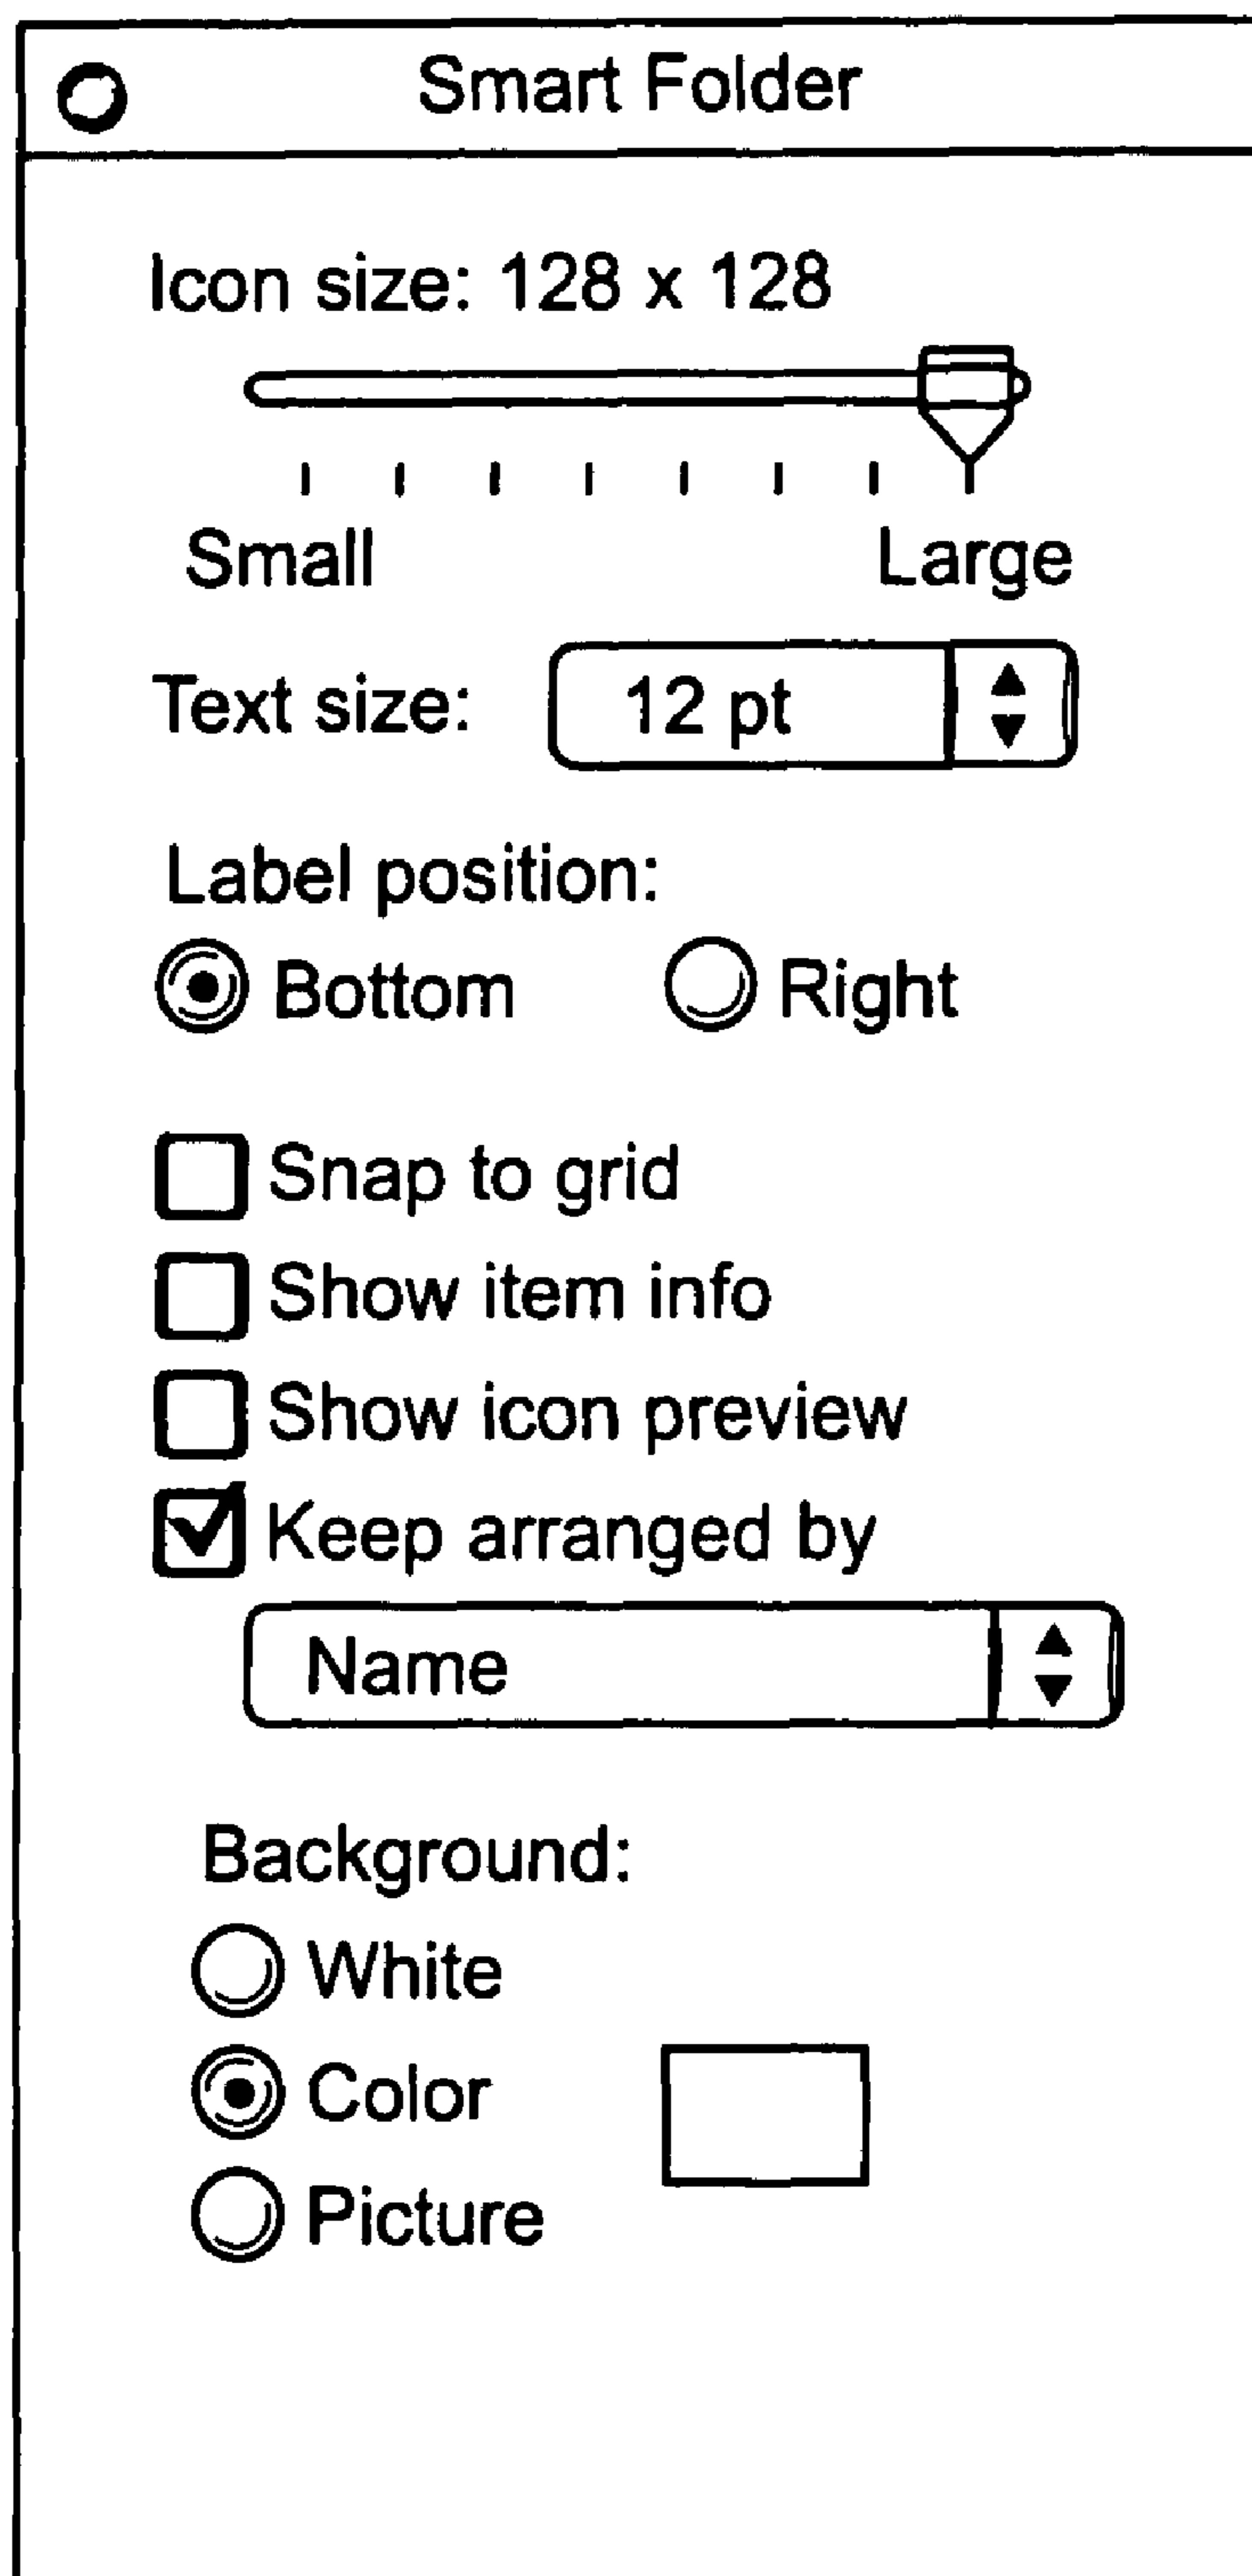 Smart Folder
Icon size: 128 x 128
Small Large
Text size: 12 pt
Label position:
Bottom Right
Snap to grid
Show item info
Show icon preview
Keep arranged by
Name
Background:
White
Color
Picture